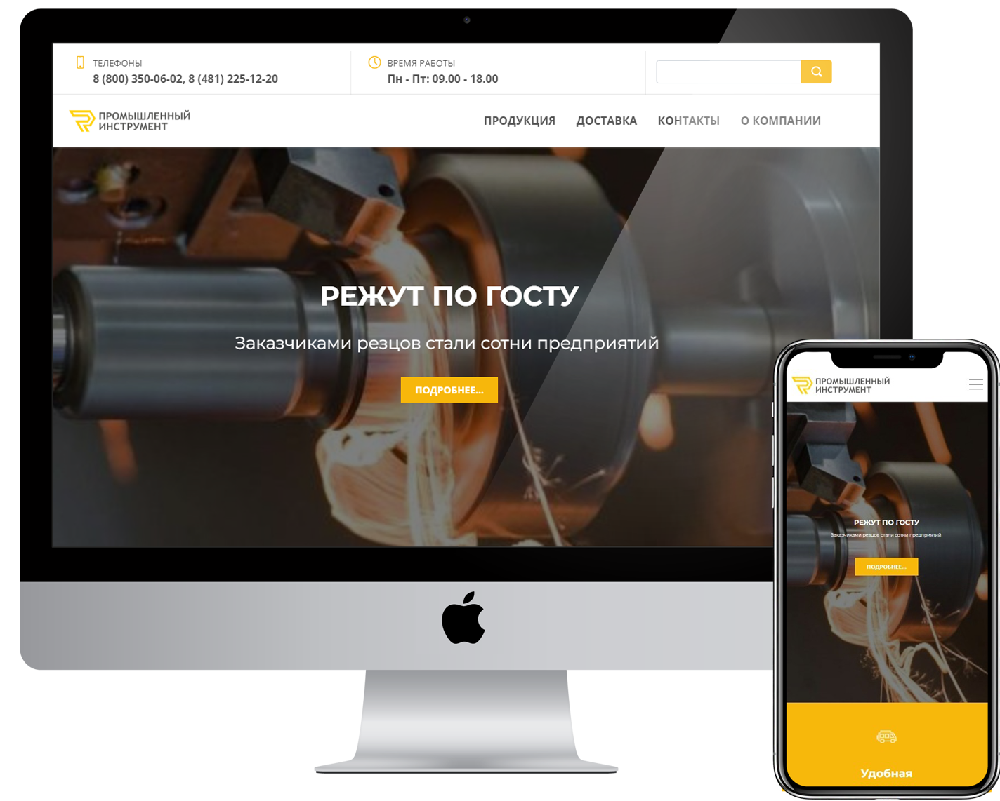 ТЕЛЕФОНЫ
8 (800) 350-06-02, 8 (481) 225-12-20
ВРЕМЯ РАБОТЫ
Пн - Пт: 09.00 - 18.00
ПРОМЫШЛЕННЫЙ
ИНСТРУМЕНТ
ПРОДУКЦИЯ ДОСТАВКА КОНТАКТЫ О КОМПАНИИ
РЕЖУТ ПО ГОСТУ
Заказчиками резцов стали сотни предприятий
ПОДРОБНЕЕ...
ПРОМЫШЛЕННЫЙ
ИНСТРУМЕНТ
РЕЖУТ ПО ГОСТУ
Заказчиками резцов стали сотни предприятий
ПОДРОБНЕЕ...
Удобная